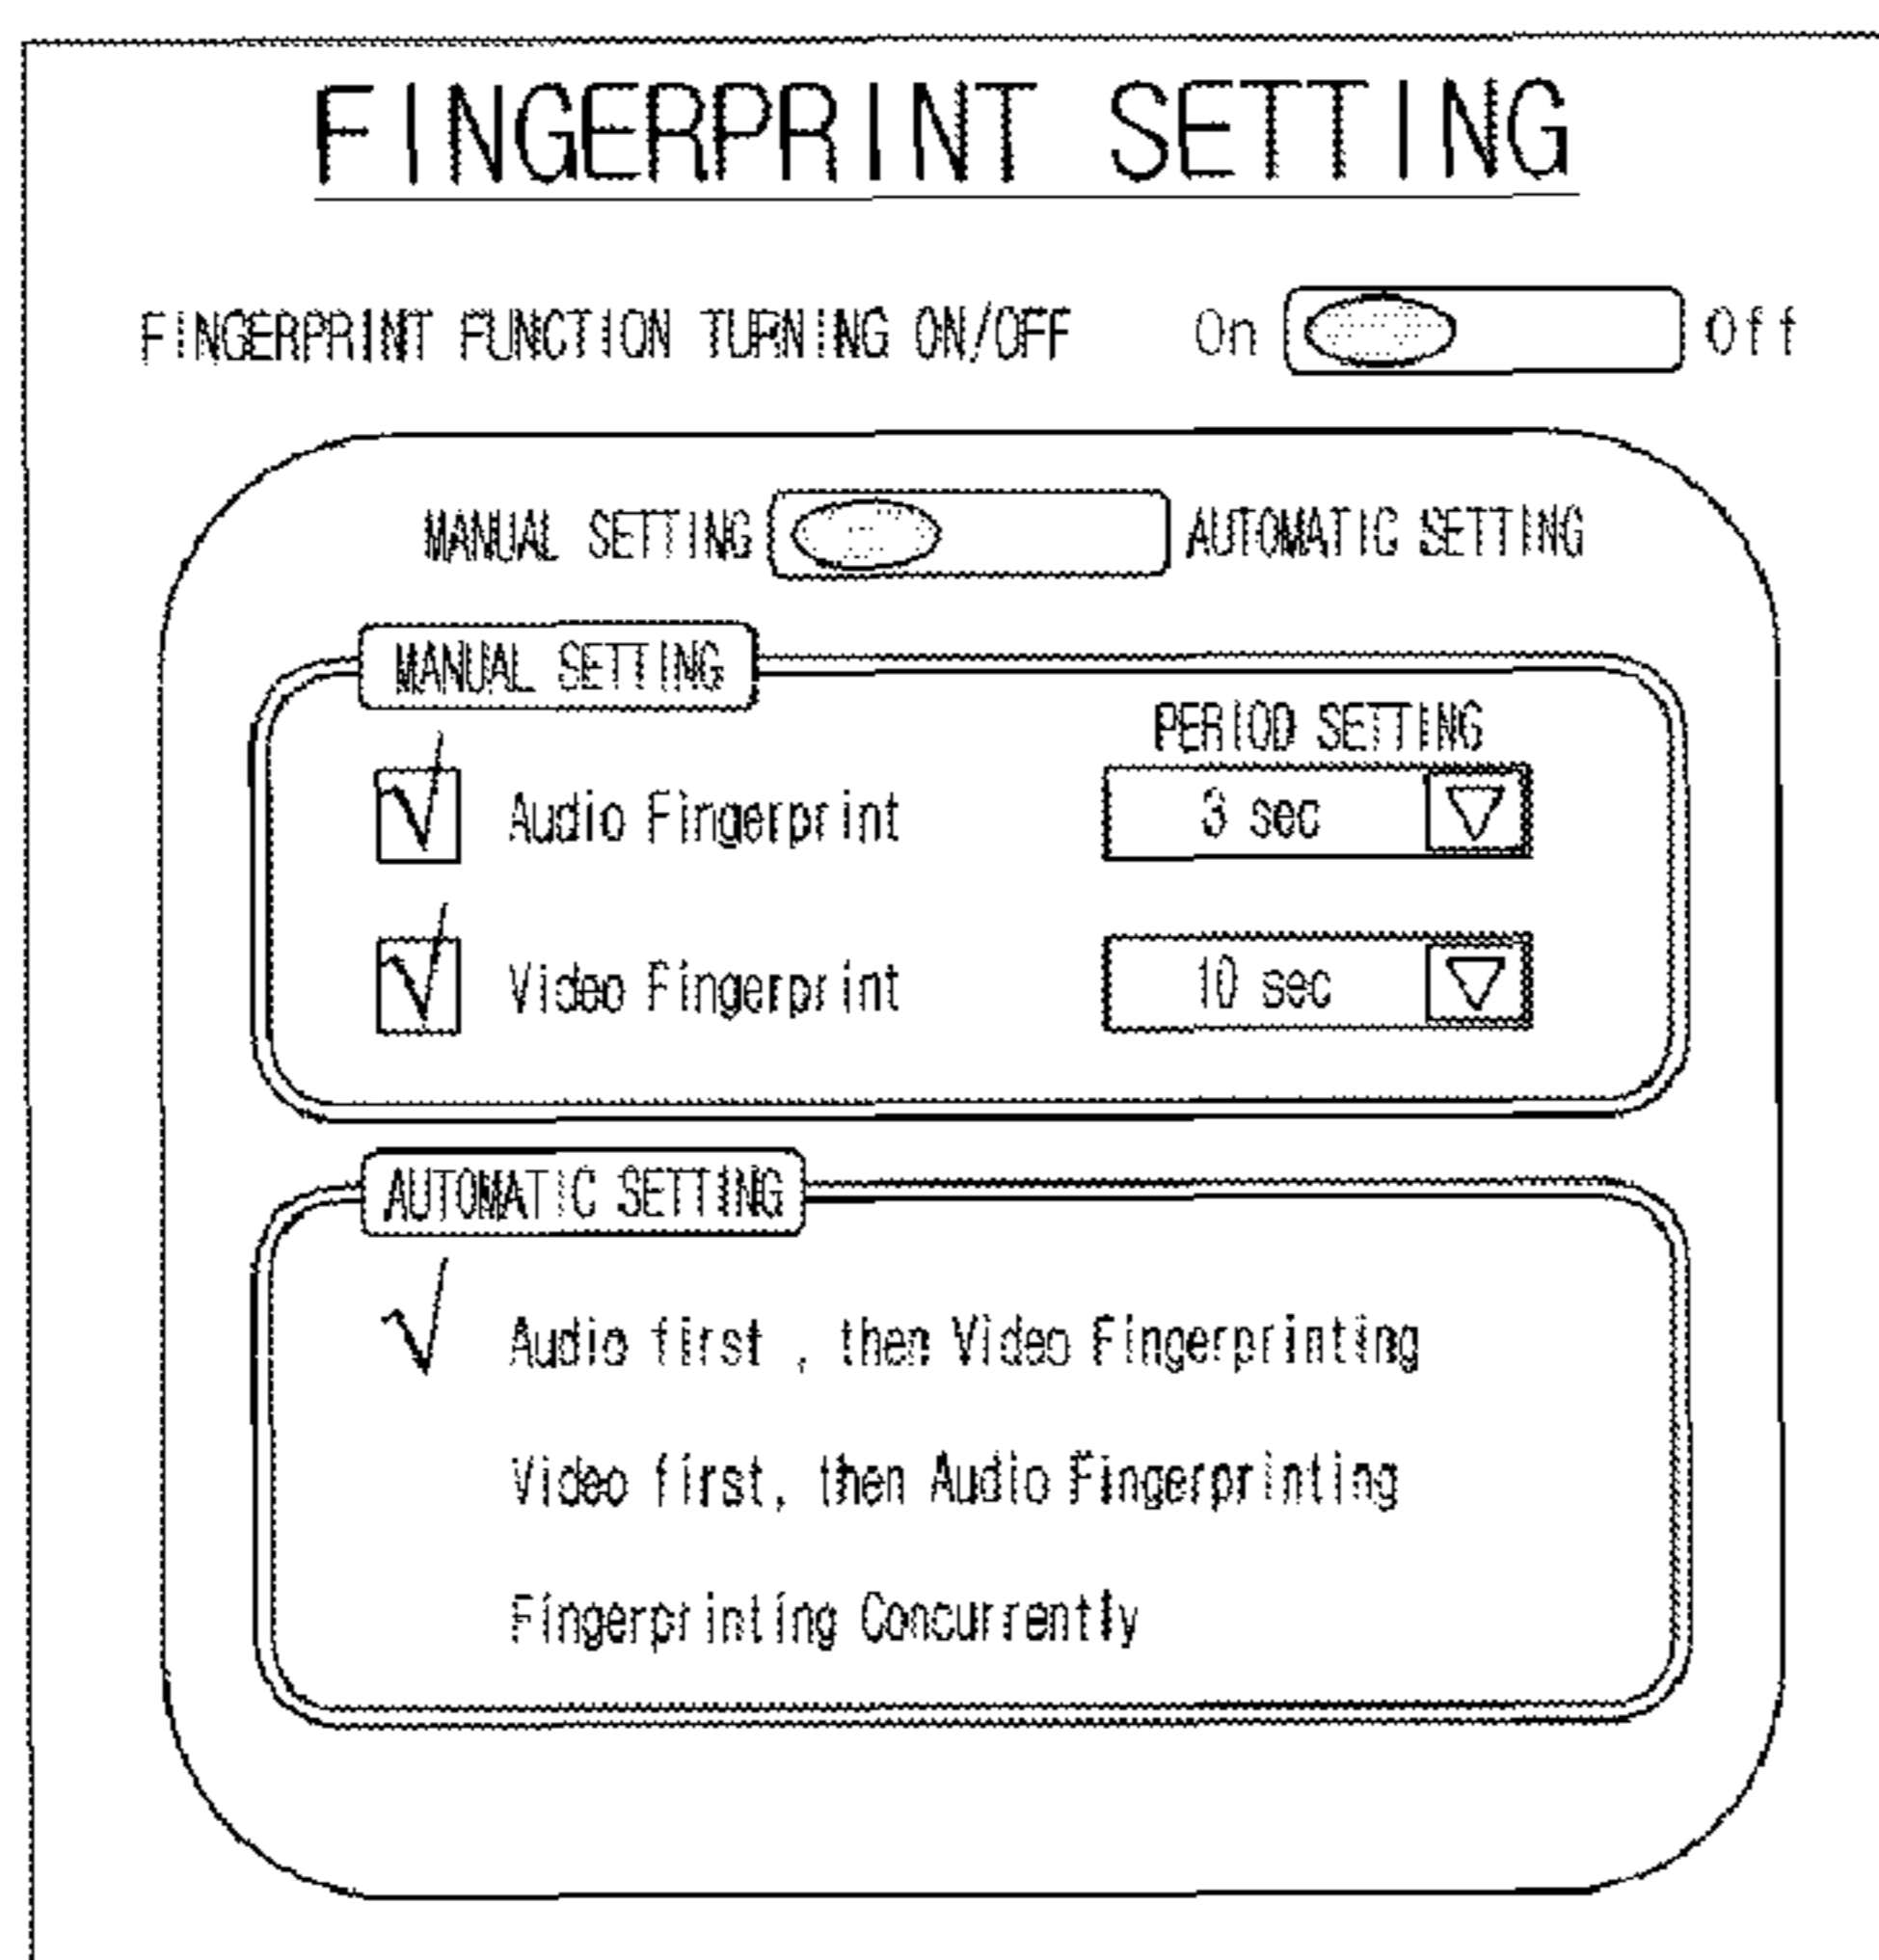 FINGERPRINT SETTING
FINGERPRINT FUNCTION TURNING ON/OFF On Off
MANUAL SETTING AUTOMATIC SETTING
MANUAL SETTING
PERIOD SETTING
Audio Fingerprint 3 sec
Video Fingerprint 10 sec
AUTOMATIC SETTING
Audio first , then Video Fingerprinting
Video first, then Audio Fingerprinting
Fingerprinting Concurrently